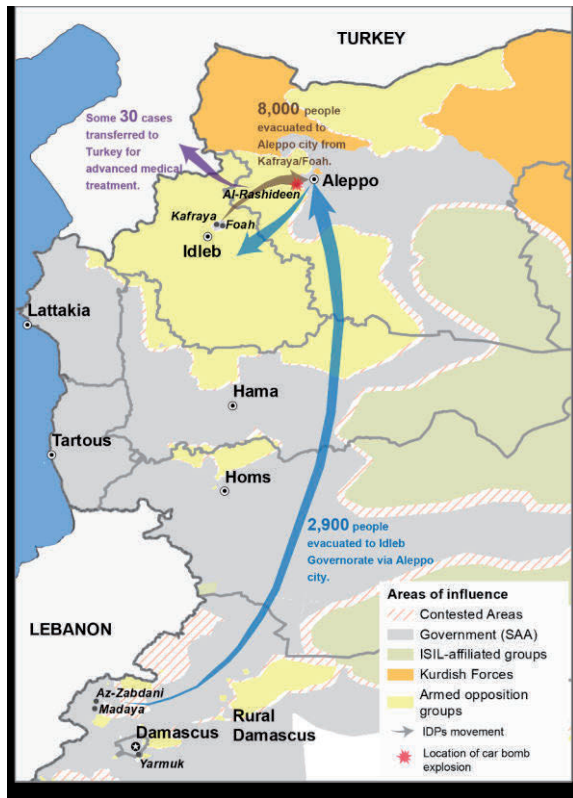 TURKEY
Some 30 cases
transferred to
Turkey for
advanced medical
treatment.
8,000 people
evacuated to
Aleppo city from
Kafraya/Foah.
Aleppo
Al-Rashideen
Kafraya
Foah
Idleb
Lattakia
Hama
Tartous
Homs
2,900 people
evacuated to Idleb
Governorate via Aleppo
city.
LEBANON
Az-Zabdani
Madaya
Damascus
Yarmuk
Rural
Damascus
Areas of influence
Contested Areas
Government (SAA)
ISIL-affiliated groups
Kurdish Forces
Armed opposition
groups
IDPs movement
Location of car bomb
explosion